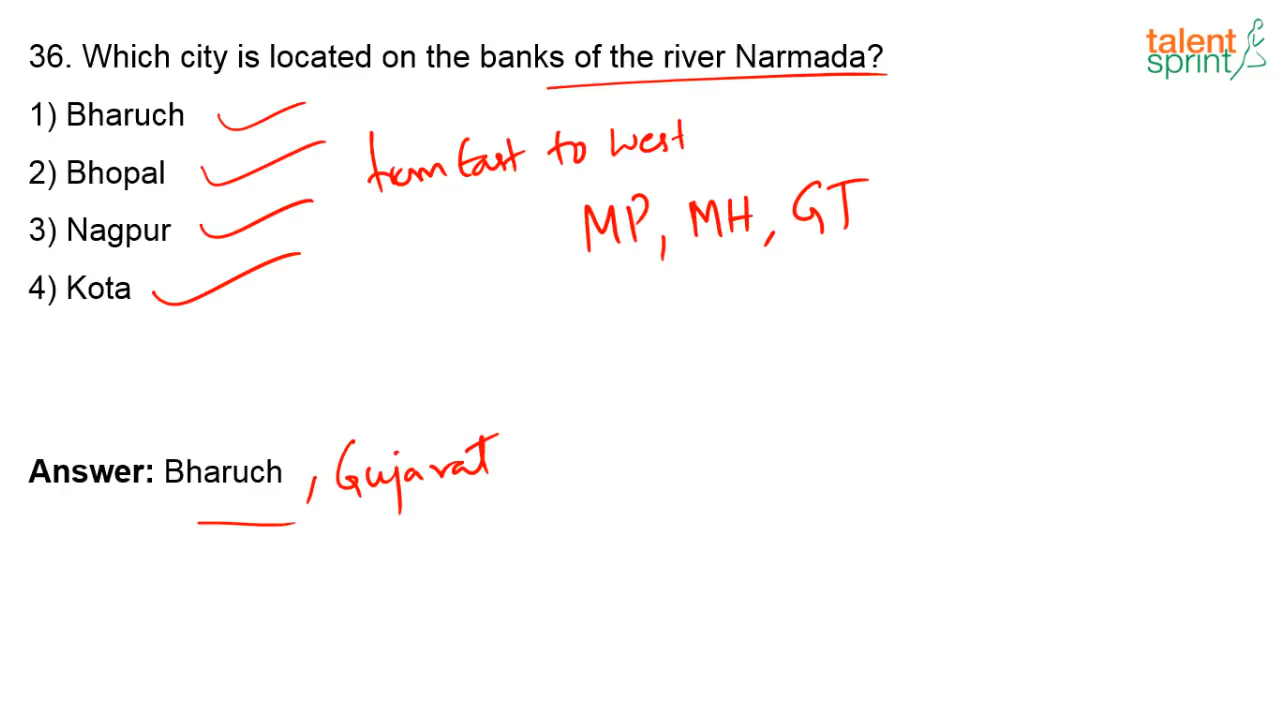 36. Which city is located on the banks of the river Narmada?
talent
sprint
1) Bharuch
from East to west
2) Bhopal
MP, MH, GT
3) Nagpur
4) Kota
Answer: Bharuch , Gujarat